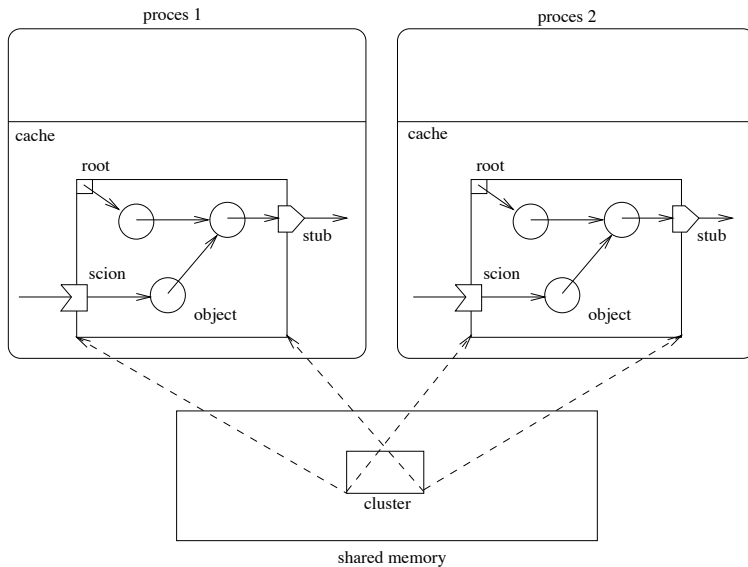 proces 1
proces 2
cache
cache
root
root
stub
stub
scion
scion
object
object
cluster
shared memory